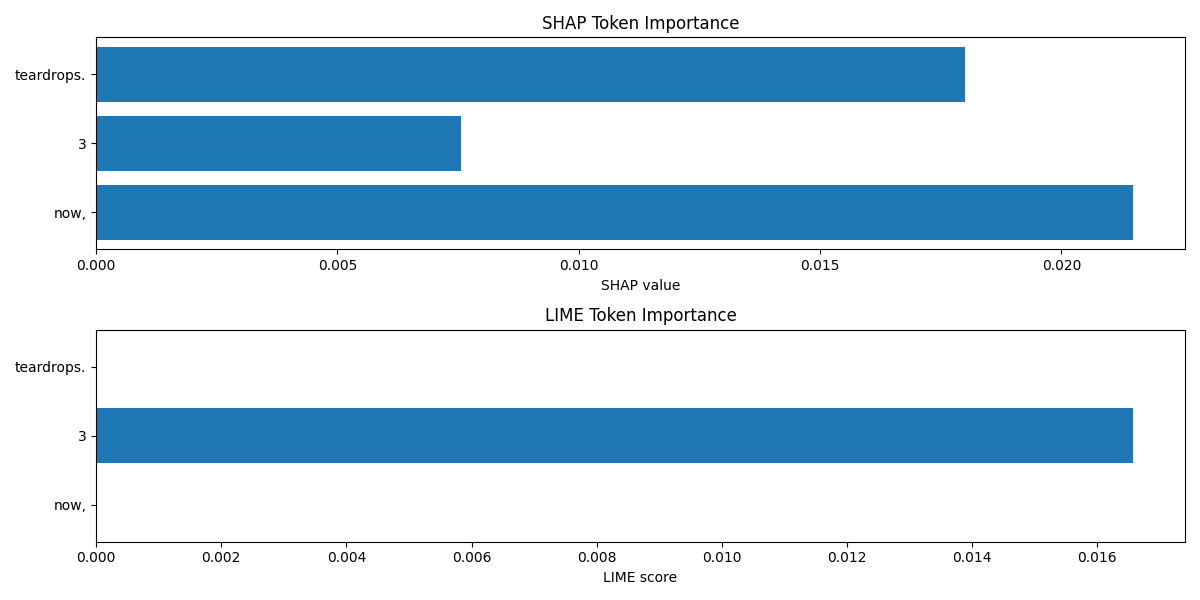 SHAP Token Importance
teardrops.
3
now,
0.000 0.005 0.010 0.015 0.020
SHAP value
LIME Token Importance
teardrops.
3
now,
0.000 0.002 0.004 0.006 0.008 0.010 0.012 0.014 0.016
LIME score